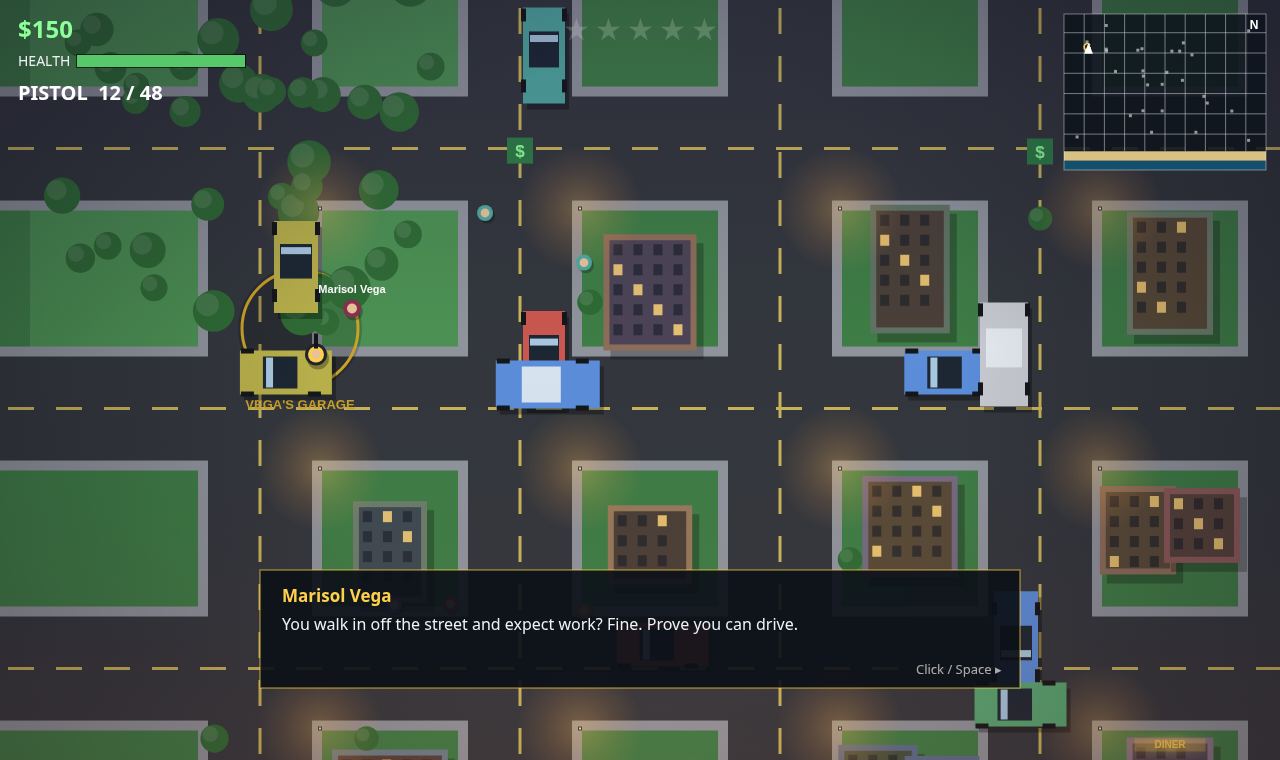 $150
HEALTH
PISTOL 12 / 48
N
$
$
Marisol Vega
VEGA'S GARAGE
Marisol Vega
You walk in off the street and expect work? Fine. Prove you can drive.
Click / Space ▸
DINER